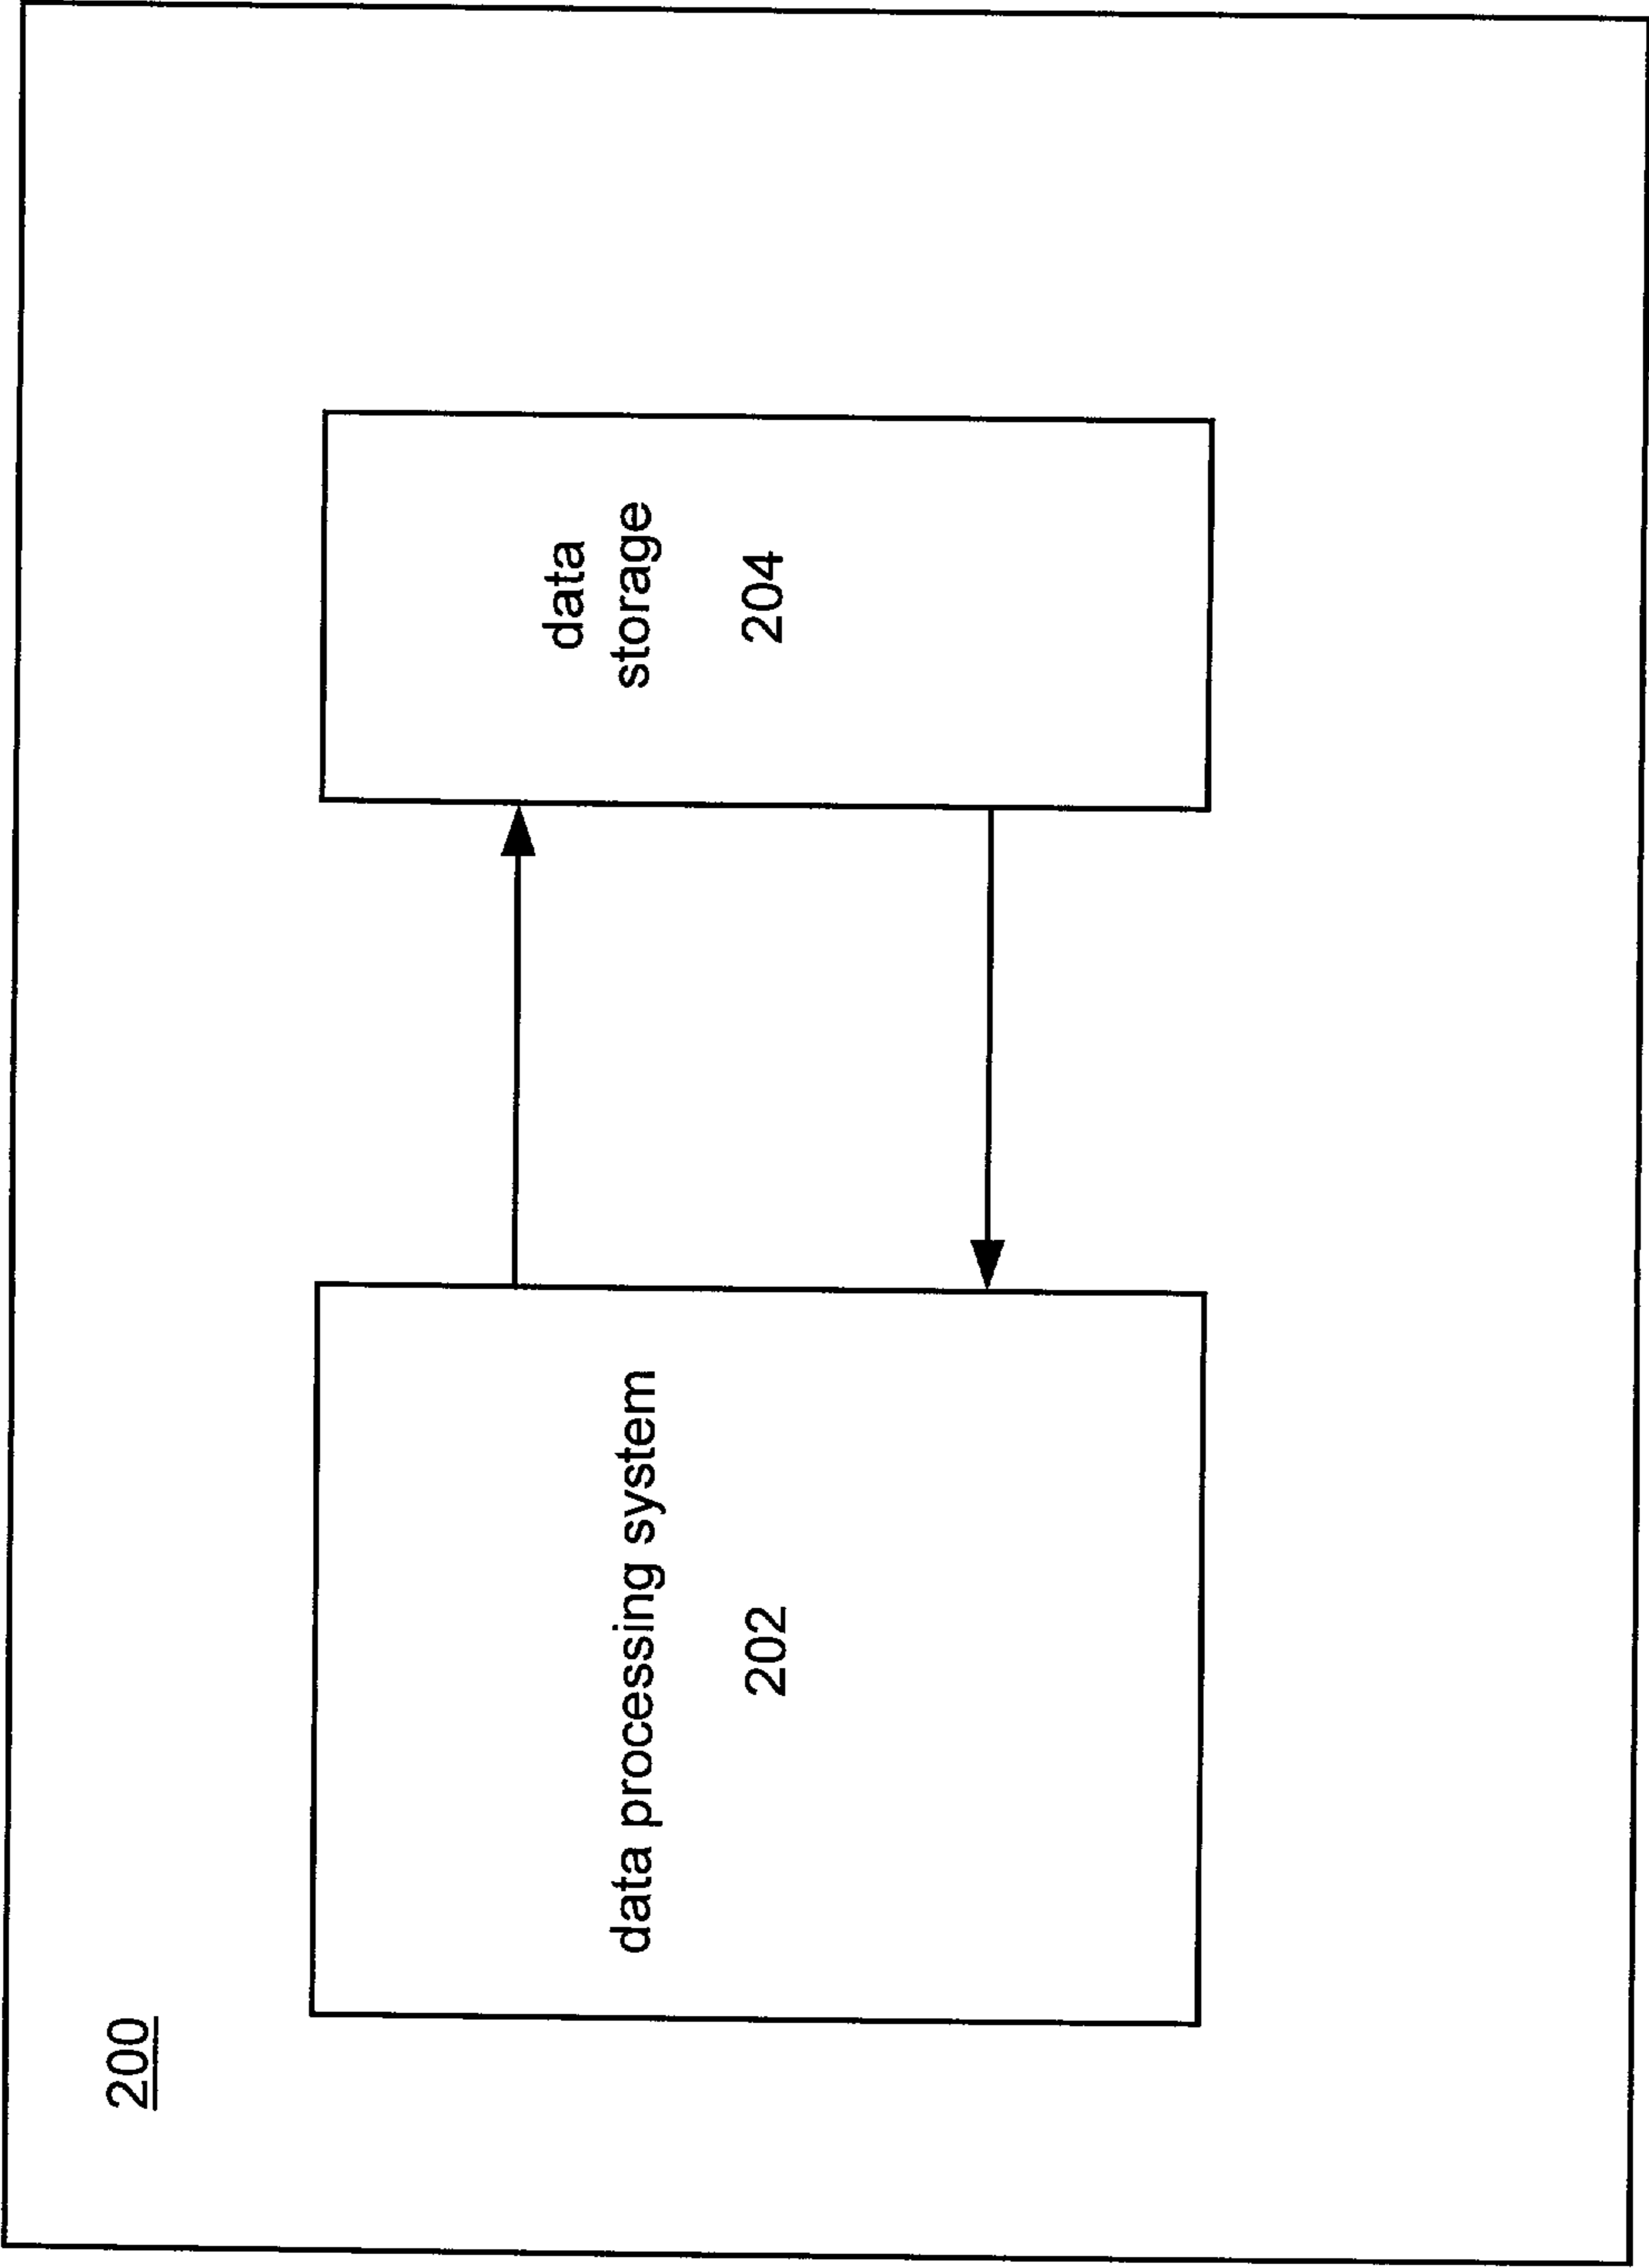 200
data processing system
202
data
storage
204